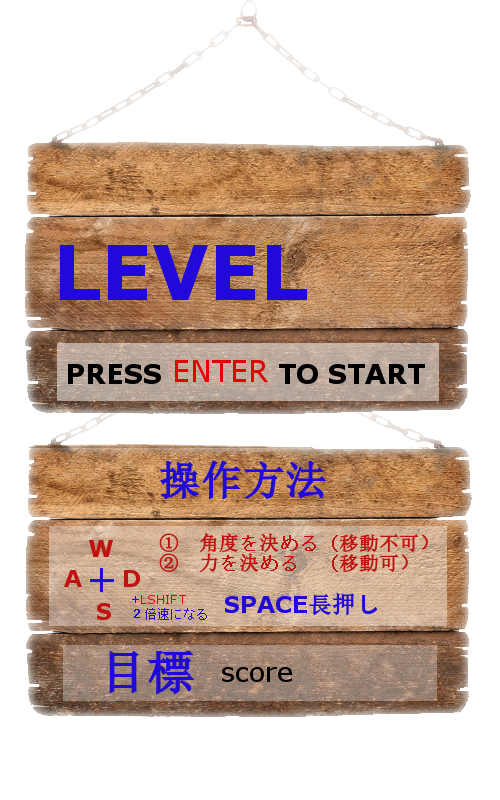 LEVEL
PRESS ENTER TO START
操作方法
① 角度を決める（移動不可）
② 力を決める （移動可）
W
A + D
S
+LSHIFT
２倍速になる
SPACE長押し
目標 score